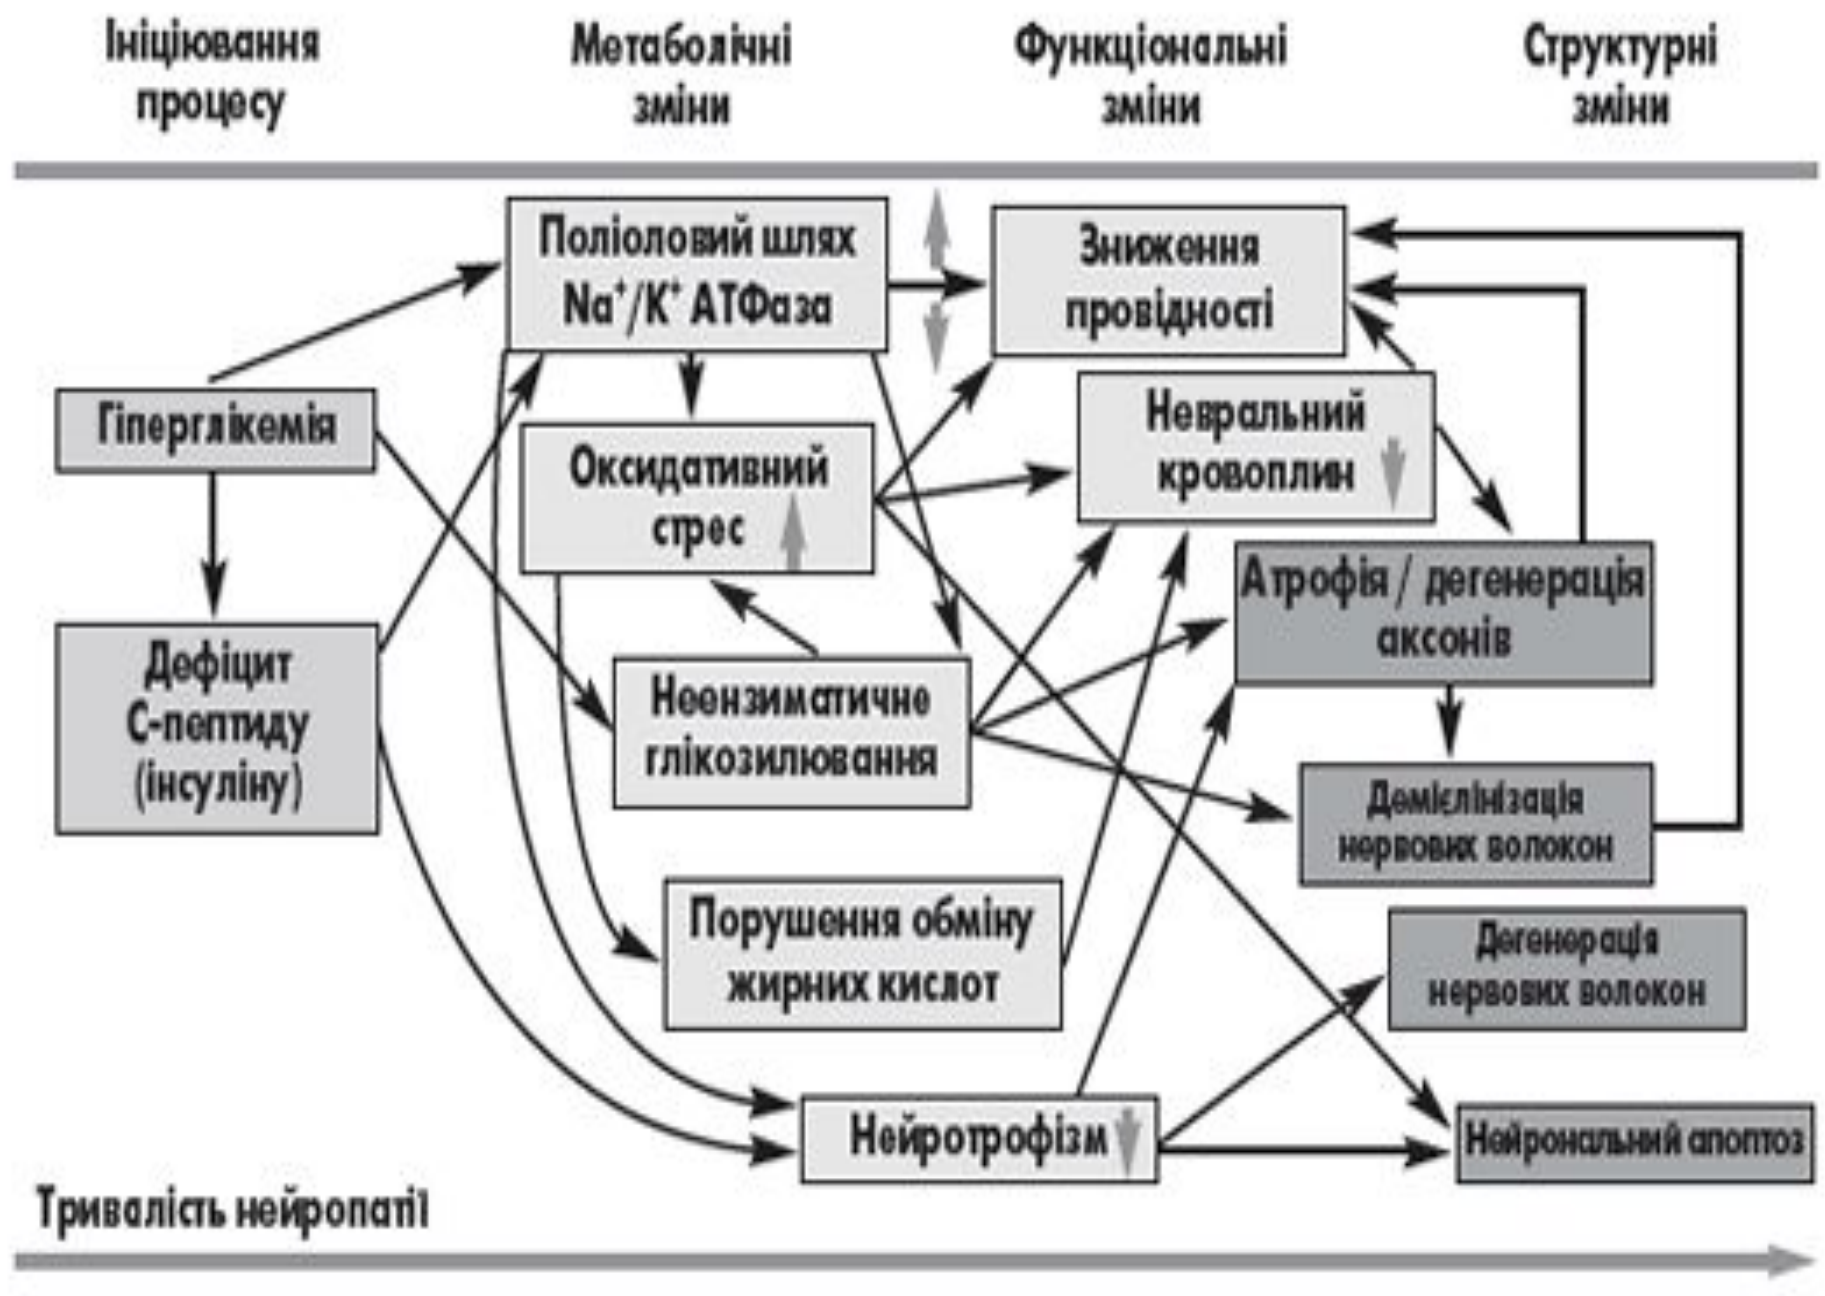 Ініціювання
процесу
Метаболічні
зміни
Функціональні
зміни
Структурні
зміни
Поліоловий шлях
Na⁺/K⁺ АТФаза
Зниження
провідності
Гіперглікемія
Невральний
кровоплин
Оксидативний
стрес
Атрофія / дегенерація
аксонів
Дефіцит
С-пептиду
(інсуліну)
Неензиматичне
глікозилювання
Демієлінізація
нервових волокон
Порушення обміну
жирних кислот
Дегенерація
нервових волокон
Нейротрофізм
Нейрональний апоптоз
Тривалість нейропатії